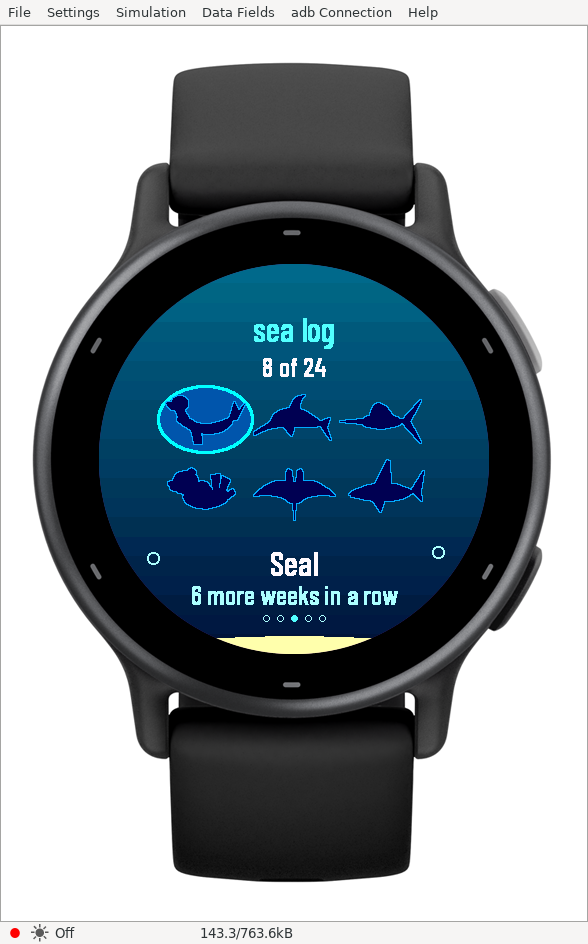 File Settings Simulation Data Fields adb Connection Help
sea log
8 of 24
Seal
6 more weeks in a row
Off 143.3/763.6kB